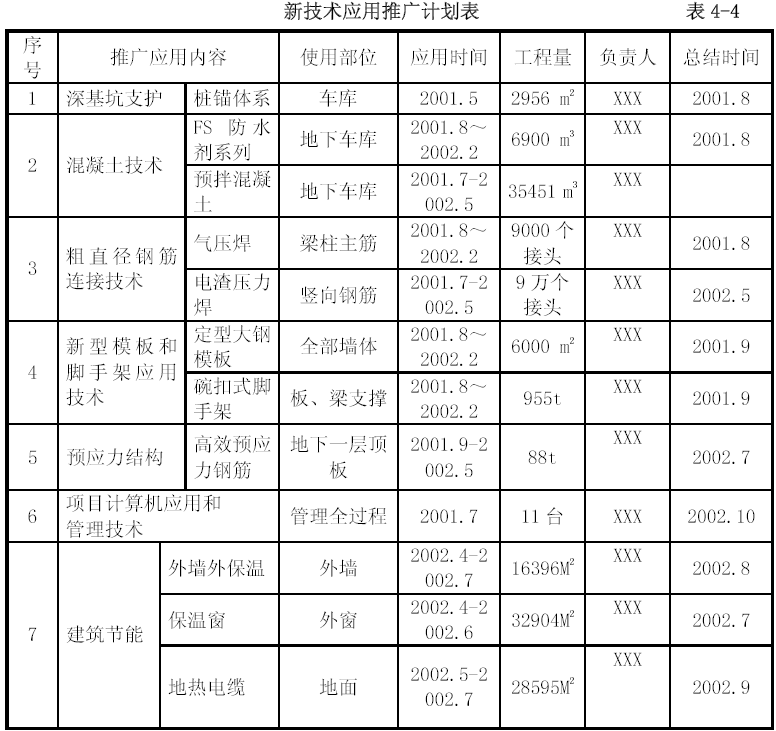 新技术应用推广计划表 表 4-4
序号 推广应用内容 使用部位 应用时间 工程量 负责人 总结时间
1 深基坑支护 桩锚体系 车库 2001.5 2956 m² XXX 2001.8
2 混凝土技术 FS 防水剂系列 地下车库 2001.8～2002.2 6900 m³ XXX 2001.8
预拌混凝土 地下车库 2001.7-2002.5 35451 m³ XXX
3 粗直径钢筋连接技术 气压焊 梁柱主筋 2001.8～2002.2 9000 个接头 XXX 2001.8
电渣压力焊 竖向钢筋 2001.7-2002.5 9 万个接头 XXX 2002.5
4 新型模板和脚手架应用技术 定型大钢模板 全部墙体 2001.8～2002.2 6000 m² XXX 2001.9
碗扣式脚手架 板、梁支撑 2001.8～2002.2 955t XXX 2001.9
5 预应力结构 高效预应力钢筋 地下一层顶板 2001.9-2002.5 88t XXX 2002.7
6 项目计算机应用和管理技术 管理全过程 2001.7 11 台 XXX 2002.10
7 建筑节能 外墙外保温 外墙 2002.4-2002.7 16396M² XXX 2002.8
保温窗 外窗 2002.4-2002.6 32904M² XXX 2002.7
地热电缆 地面 2002.5-2002.7 28595M² XXX 2002.9